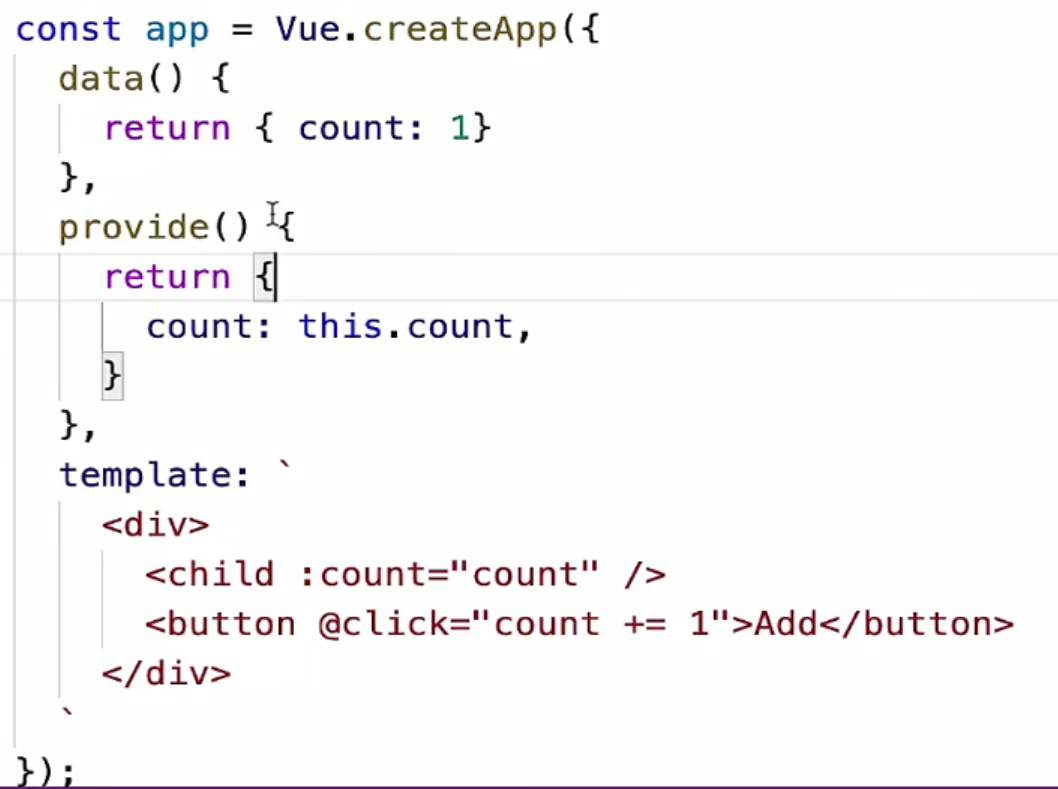 const app = Vue.createApp({
  data() {
    return { count: 1}
  },
  provide() {
    return {
      count: this.count,
    }
  },
  template: `
    <div>
      <child :count="count" />
      <button @click="count += 1">Add</button>
    </div>
  `
});